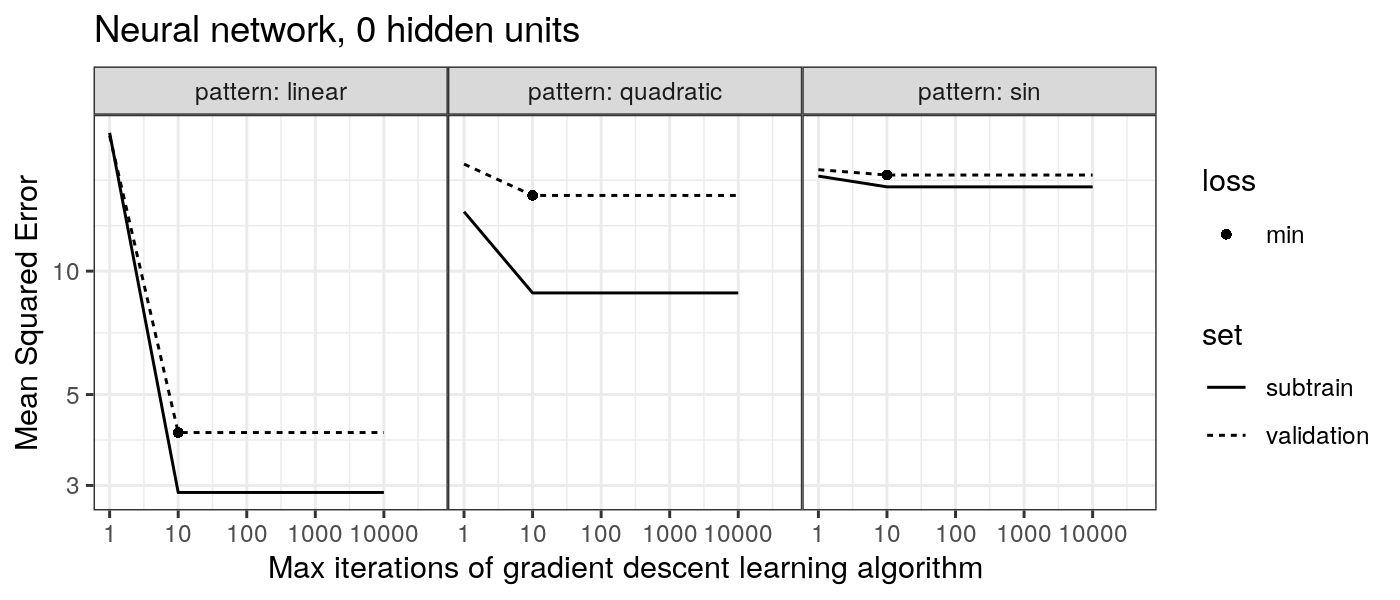 Neural network, 0 hidden units
pattern: linear
pattern: quadratic
pattern: sin
Mean Squared Error
10
5
3
1 10 100 1000 10000
1 10 100 1000 10000
1 10 100 1000 10000
Max iterations of gradient descent learning algorithm
loss
min
set
subtrain
validation